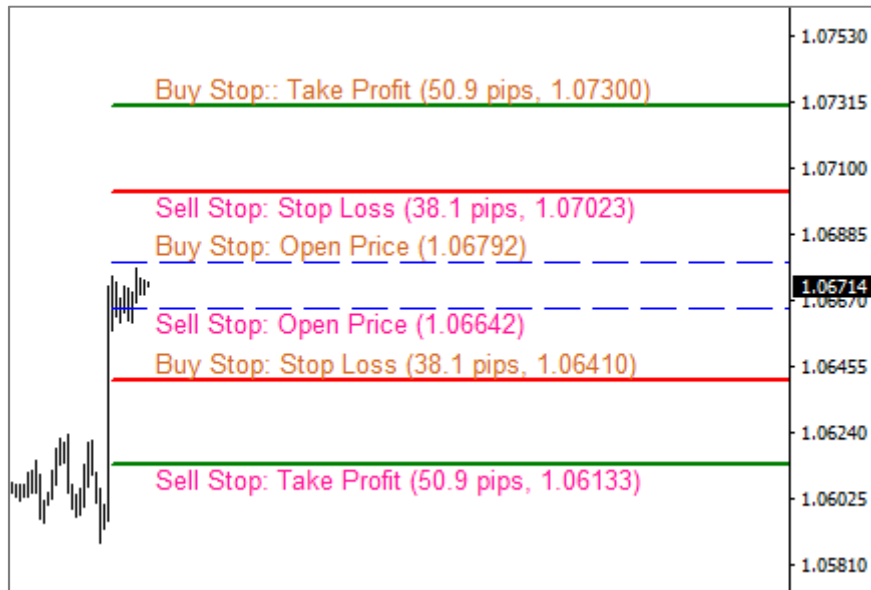 1.07530
Buy Stop:: Take Profit (50.9 pips, 1.07300)
1.07315
1.07100
Sell Stop: Stop Loss (38.1 pips, 1.07023)
Buy Stop: Open Price (1.06792)
1.06885
1.06714
1.06670
Sell Stop: Open Price (1.06642)
Buy Stop: Stop Loss (38.1 pips, 1.06410)
1.06455
1.06240
Sell Stop: Take Profit (50.9 pips, 1.06133)
1.06025
1.05810